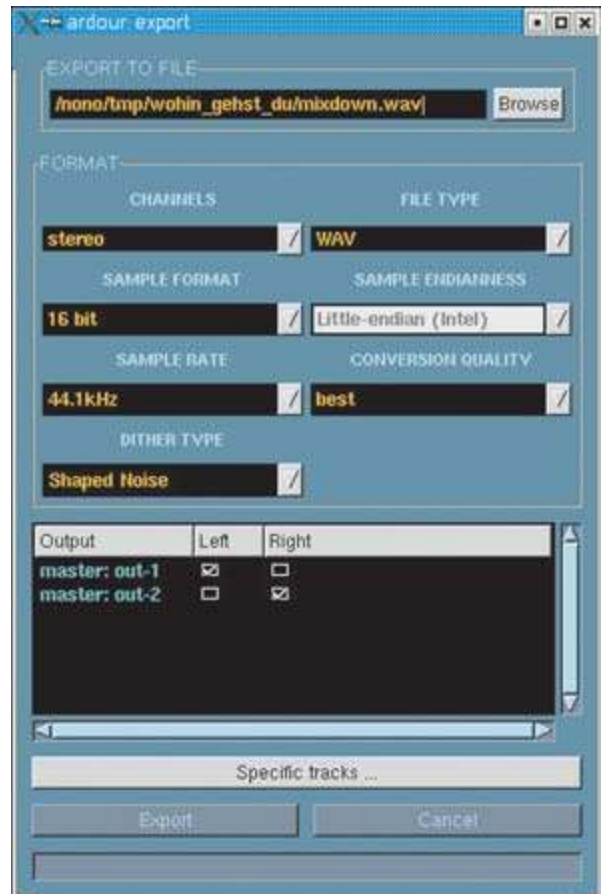 ardour: export
EXPORT TO FILE
/nono/tmp/wohin_gehst_du/mixdown.wav Browse
FORMAT
CHANNELS FILE TYPE
stereo WAV
SAMPLE FORMAT SAMPLE ENDIANNESS
16 bit Little-endian (Intel)
SAMPLE RATE CONVERSION QUALITY
44.1kHz best
DITHER TYPE
Shaped Noise
Output Left Right
master: out-1
master: out-2
Specific tracks ...
Export Cancel